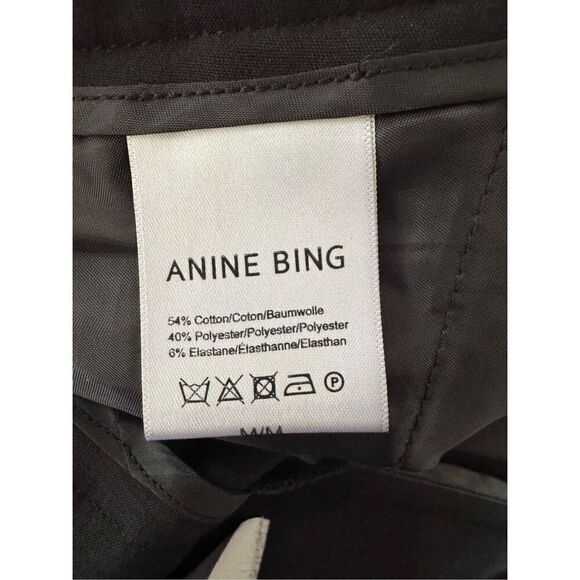 ANINE BING
54% Cotton/Coton/Baumwolle
40% Polyester/Polyester/Polyester
6% Elastane/Élasthanne/Elasthan
P
M/M